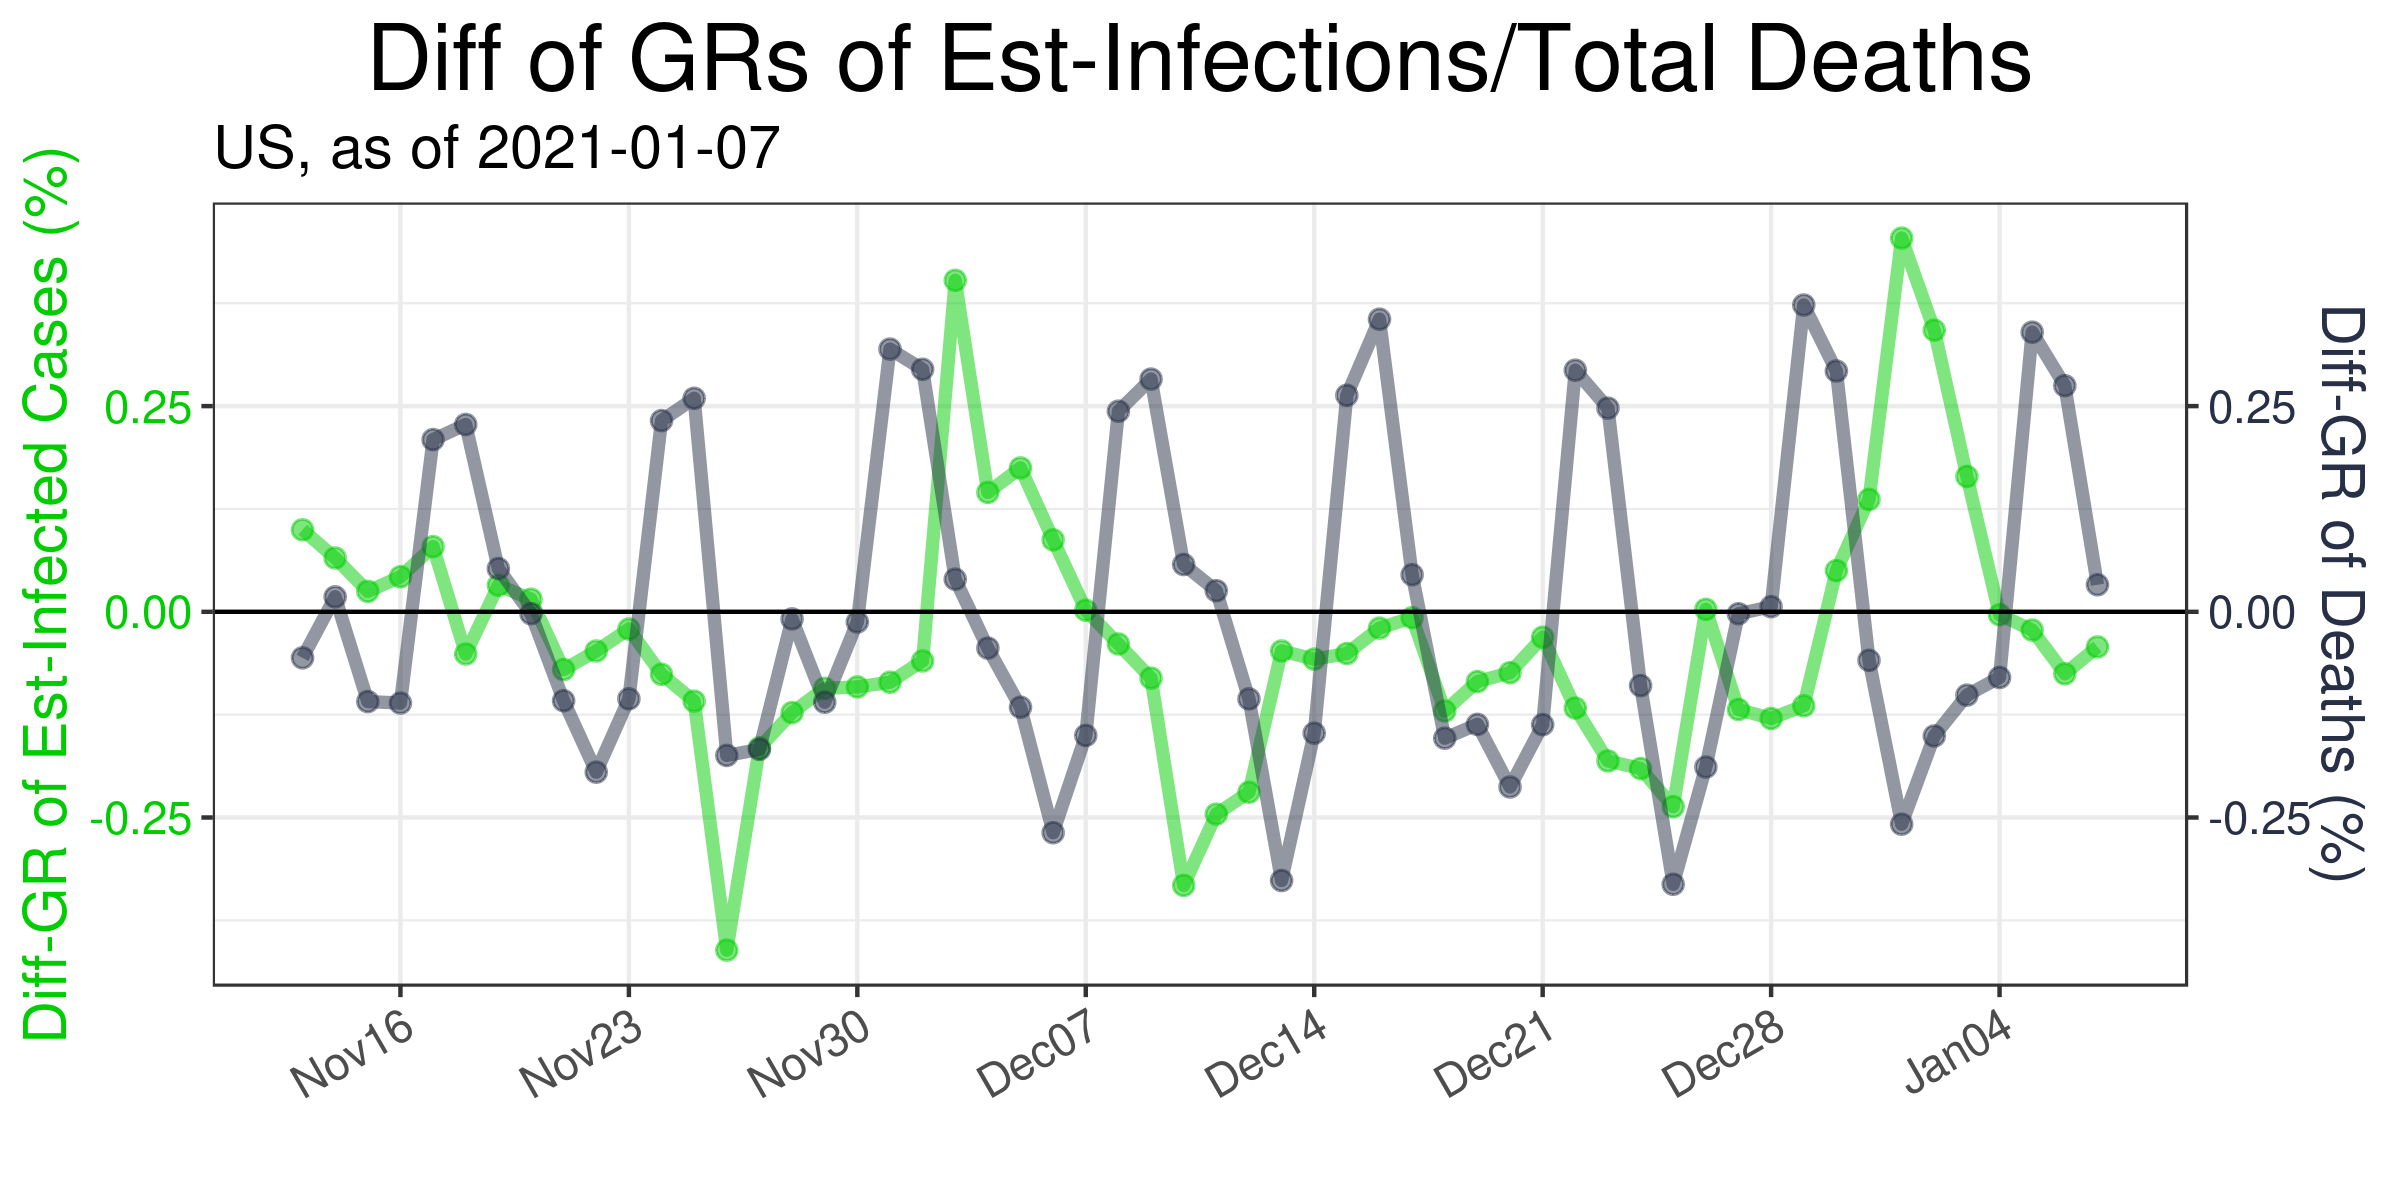 Diff of GRs of Est-Infections/Total Deaths
US, as of 2021-01-07
Diff-GR of Est-Infected Cases (%)
0.25
0.00
-0.25
0.25
0.00
-0.25
Diff-GR of Deaths (%)
Nov16
Nov23
Nov30
Dec07
Dec14
Dec21
Dec28
Jan04